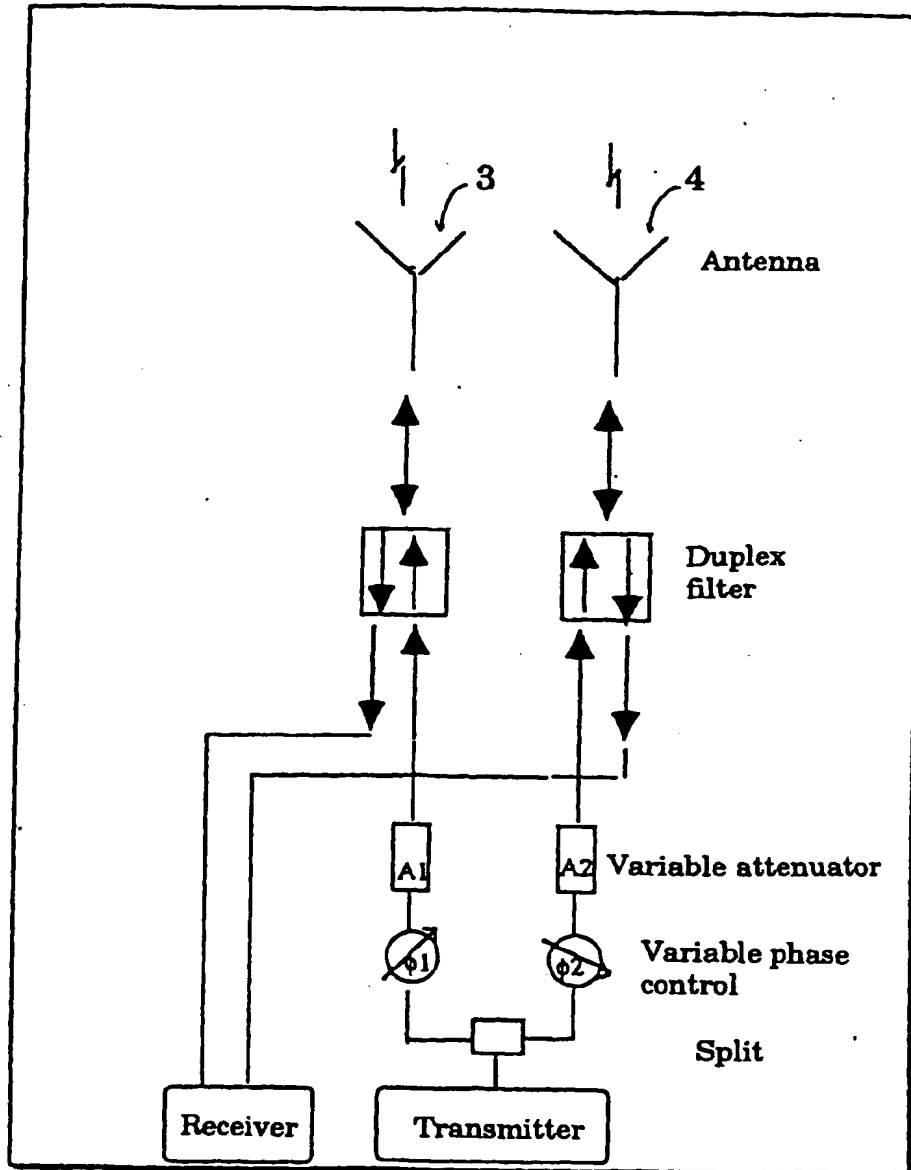 3
4
Antenna
Duplex
filter
A1
A2
Variable attenuator
ϕ1
ϕ2
Variable phase
control
Split
Receiver
Transmitter